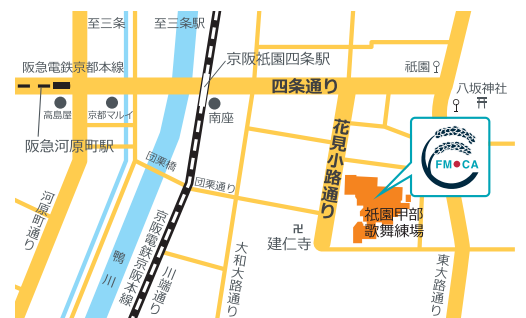 至三条
至三条駅
京阪祇園四条駅
阪急電鉄京都本線
祇園
四条通り
八坂神社
高島屋
京都マルイ
南座
阪急河原町駅
花見小路通り
FM●CA
団栗橋
団栗通り
河原町通り
祇園甲部
歌舞練場
卍
建仁寺
鴨川
京阪電鉄京阪本線
川端通り
大和大路通り
東大路通り